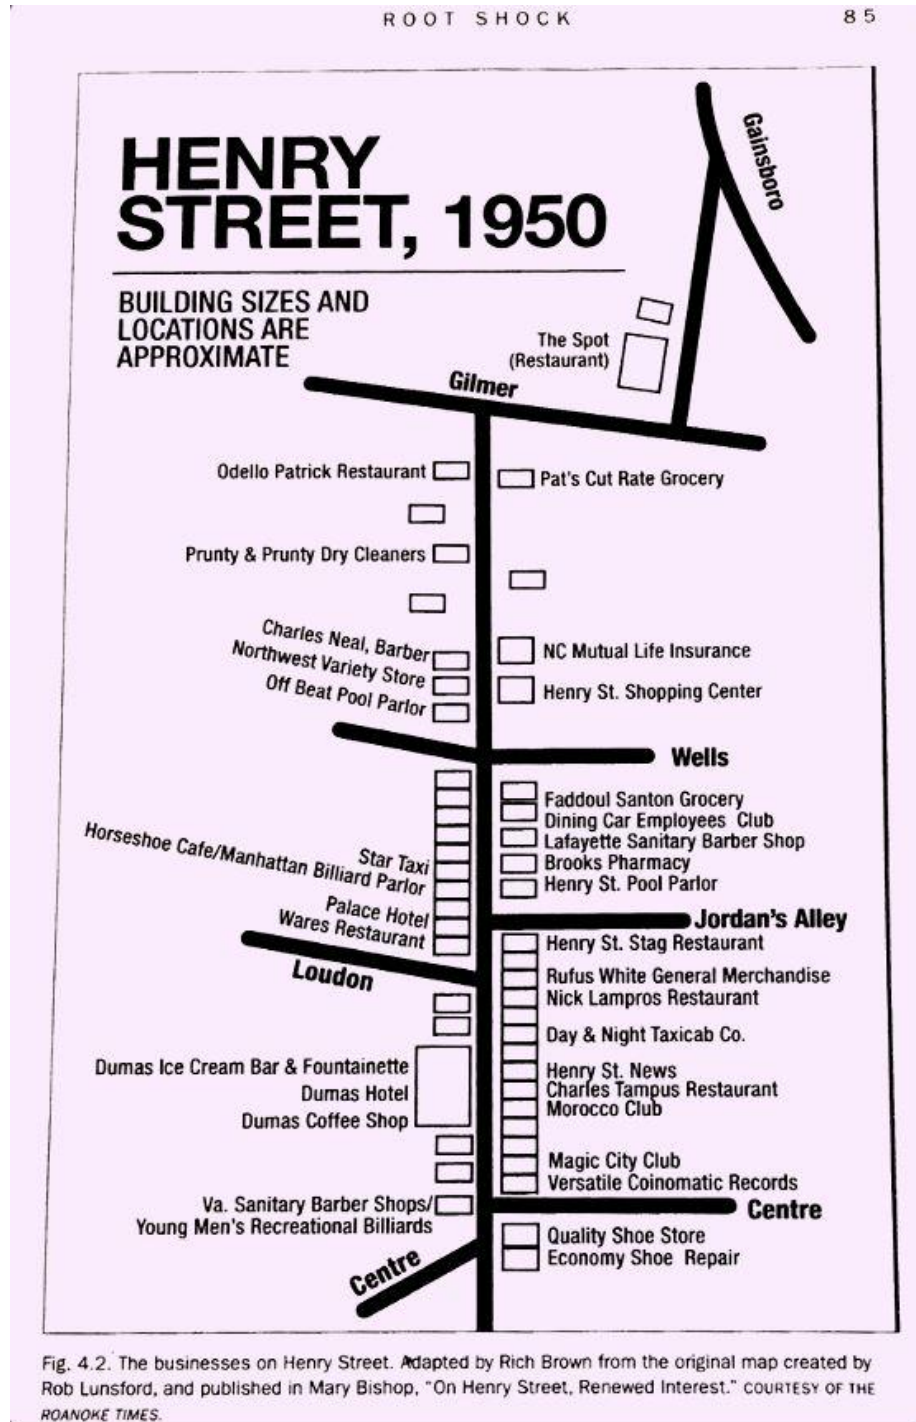 ROOT SHOCK 85
HENRY
STREET, 1950
BUILDING SIZES AND
LOCATIONS ARE
APPROXIMATE
Gainsboro
The Spot
(Restaurant)
Gilmer
Odello Patrick Restaurant
Pat's Cut Rate Grocery
Prunty & Prunty Dry Cleaners
Charles Neal, Barber
Northwest Variety Store
Off Beat Pool Parlor
NC Mutual Life Insurance
Henry St. Shopping Center
Wells
Faddoul Santon Grocery
Dining Car Employees Club
Lafayette Sanitary Barber Shop
Brooks Pharmacy
Henry St. Pool Parlor
Star Taxi
Horseshoe Cafe/Manhattan Billiard Parlor
Palace Hotel
Wares Restaurant
Jordan's Alley
Loudon
Henry St. Stag Restaurant
Rufus White General Merchandise
Nick Lampros Restaurant
Day & Night Taxicab Co.
Henry St. News
Charles Tampus Restaurant
Morocco Club
Dumas Ice Cream Bar & Fountainette
Dumas Hotel
Dumas Coffee Shop
Magic City Club
Versatile Coinomatic Records
Va. Sanitary Barber Shops/
Young Men's Recreational Billiards
Centre
Quality Shoe Store
Economy Shoe Repair
Centre
Fig. 4.2. The businesses on Henry Street. Adapted by Rich Brown from the original map created by
Rob Lunsford, and published in Mary Bishop, "On Henry Street, Renewed Interest." COURTESY OF THE
ROANOKE TIMES.